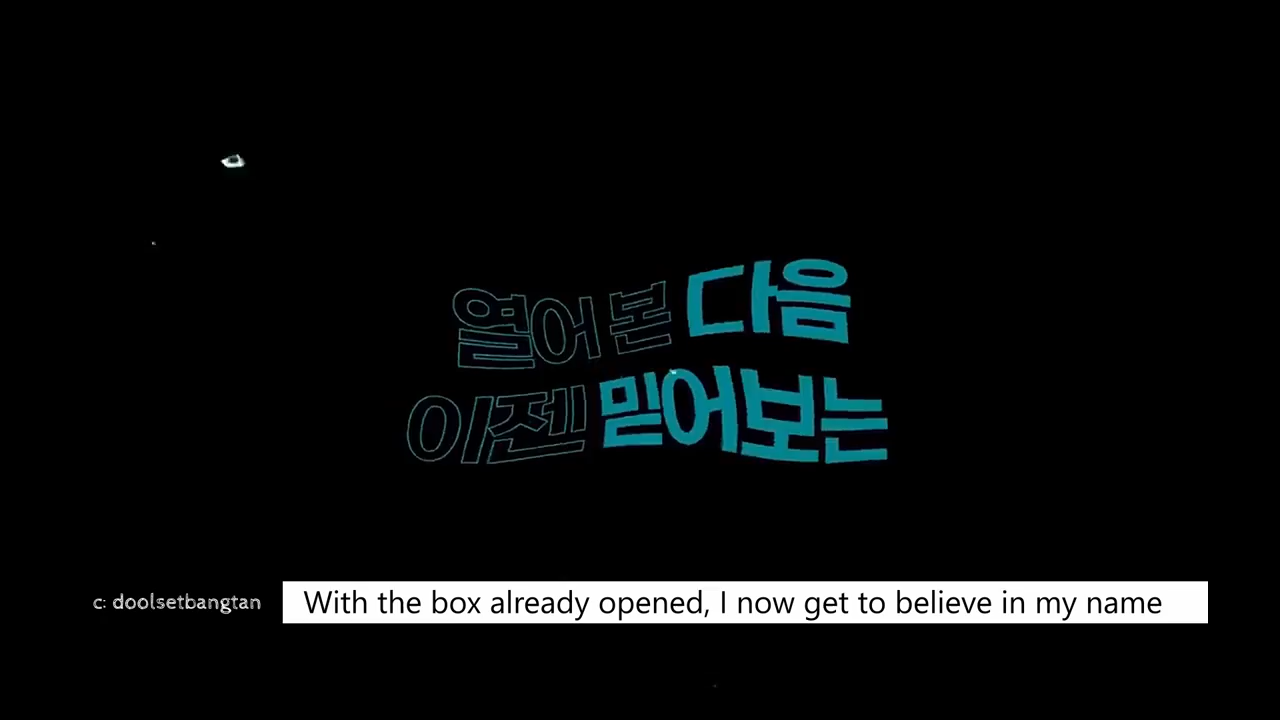 열어 본 다음
이젠 믿어보는
c: doolsetbangtan
With the box already opened, I now get to believe in my name